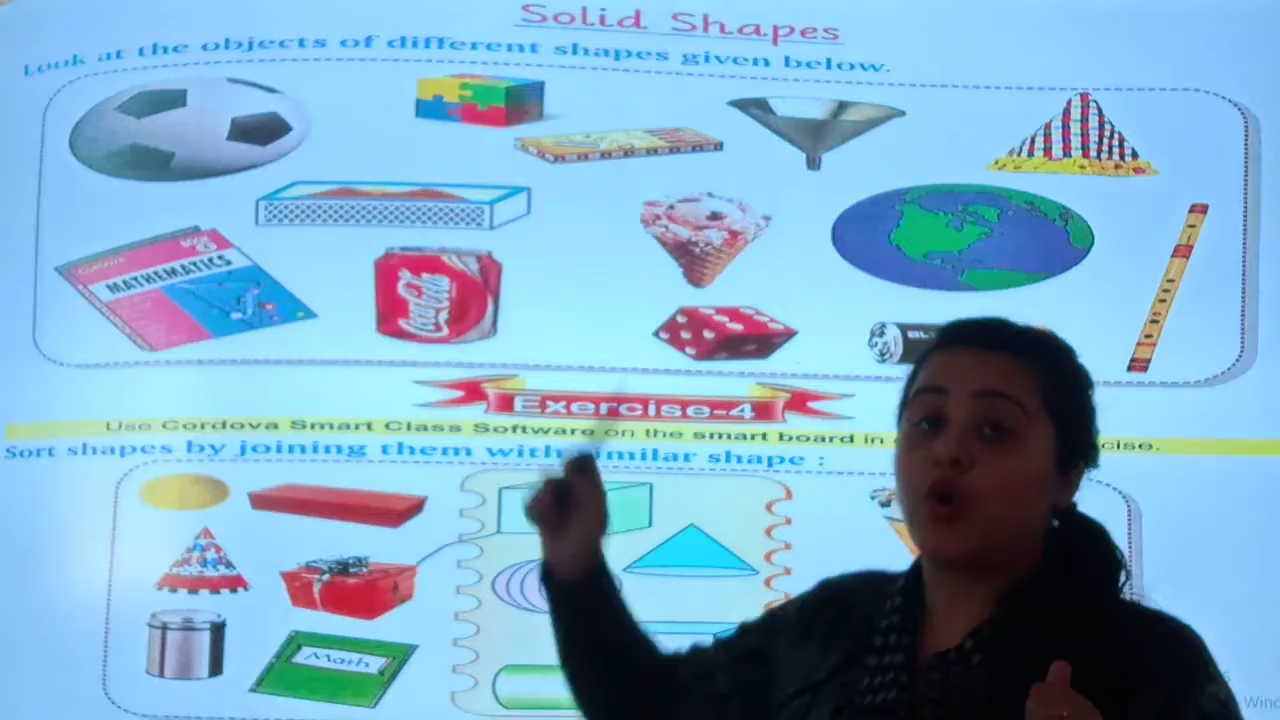 Solid Shapes
Look at the objects of different shapes given below.
MATHEMATICS
Coca-Cola
Exercise-4
Use Cordova Smart Class Software on the smart board in
Sort shapes by joining them with similar shape :
Math